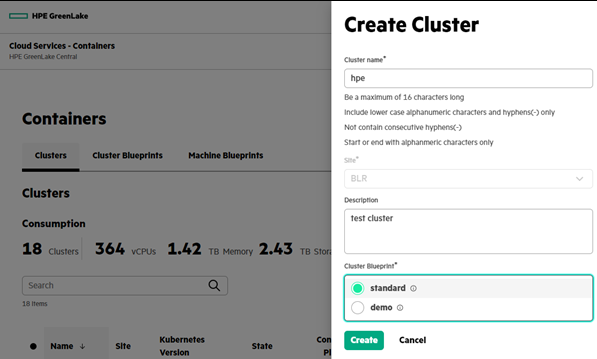 HPE GreenLake
Cloud Services - Containers
HPE GreenLake Central
Containers
Clusters Cluster Blueprints Machine Blueprints
Clusters
Consumption
18 Clusters 364 vCPUs 1.42 TB Memory 2.43 TB Stora
Search
18 items
Name ↓ Site Kubernetes Version State Con Pl
Create Cluster
Cluster name*
hpe
Be a maximum of 16 characters long
Include lower case alphanumeric characters and hyphens(-) only
Not contain consecutive hyphens(-)
Start or end with alphanmeric characters only
Site*
BLR
Description
test cluster
Cluster Blueprint*
standard
demo
Create Cancel